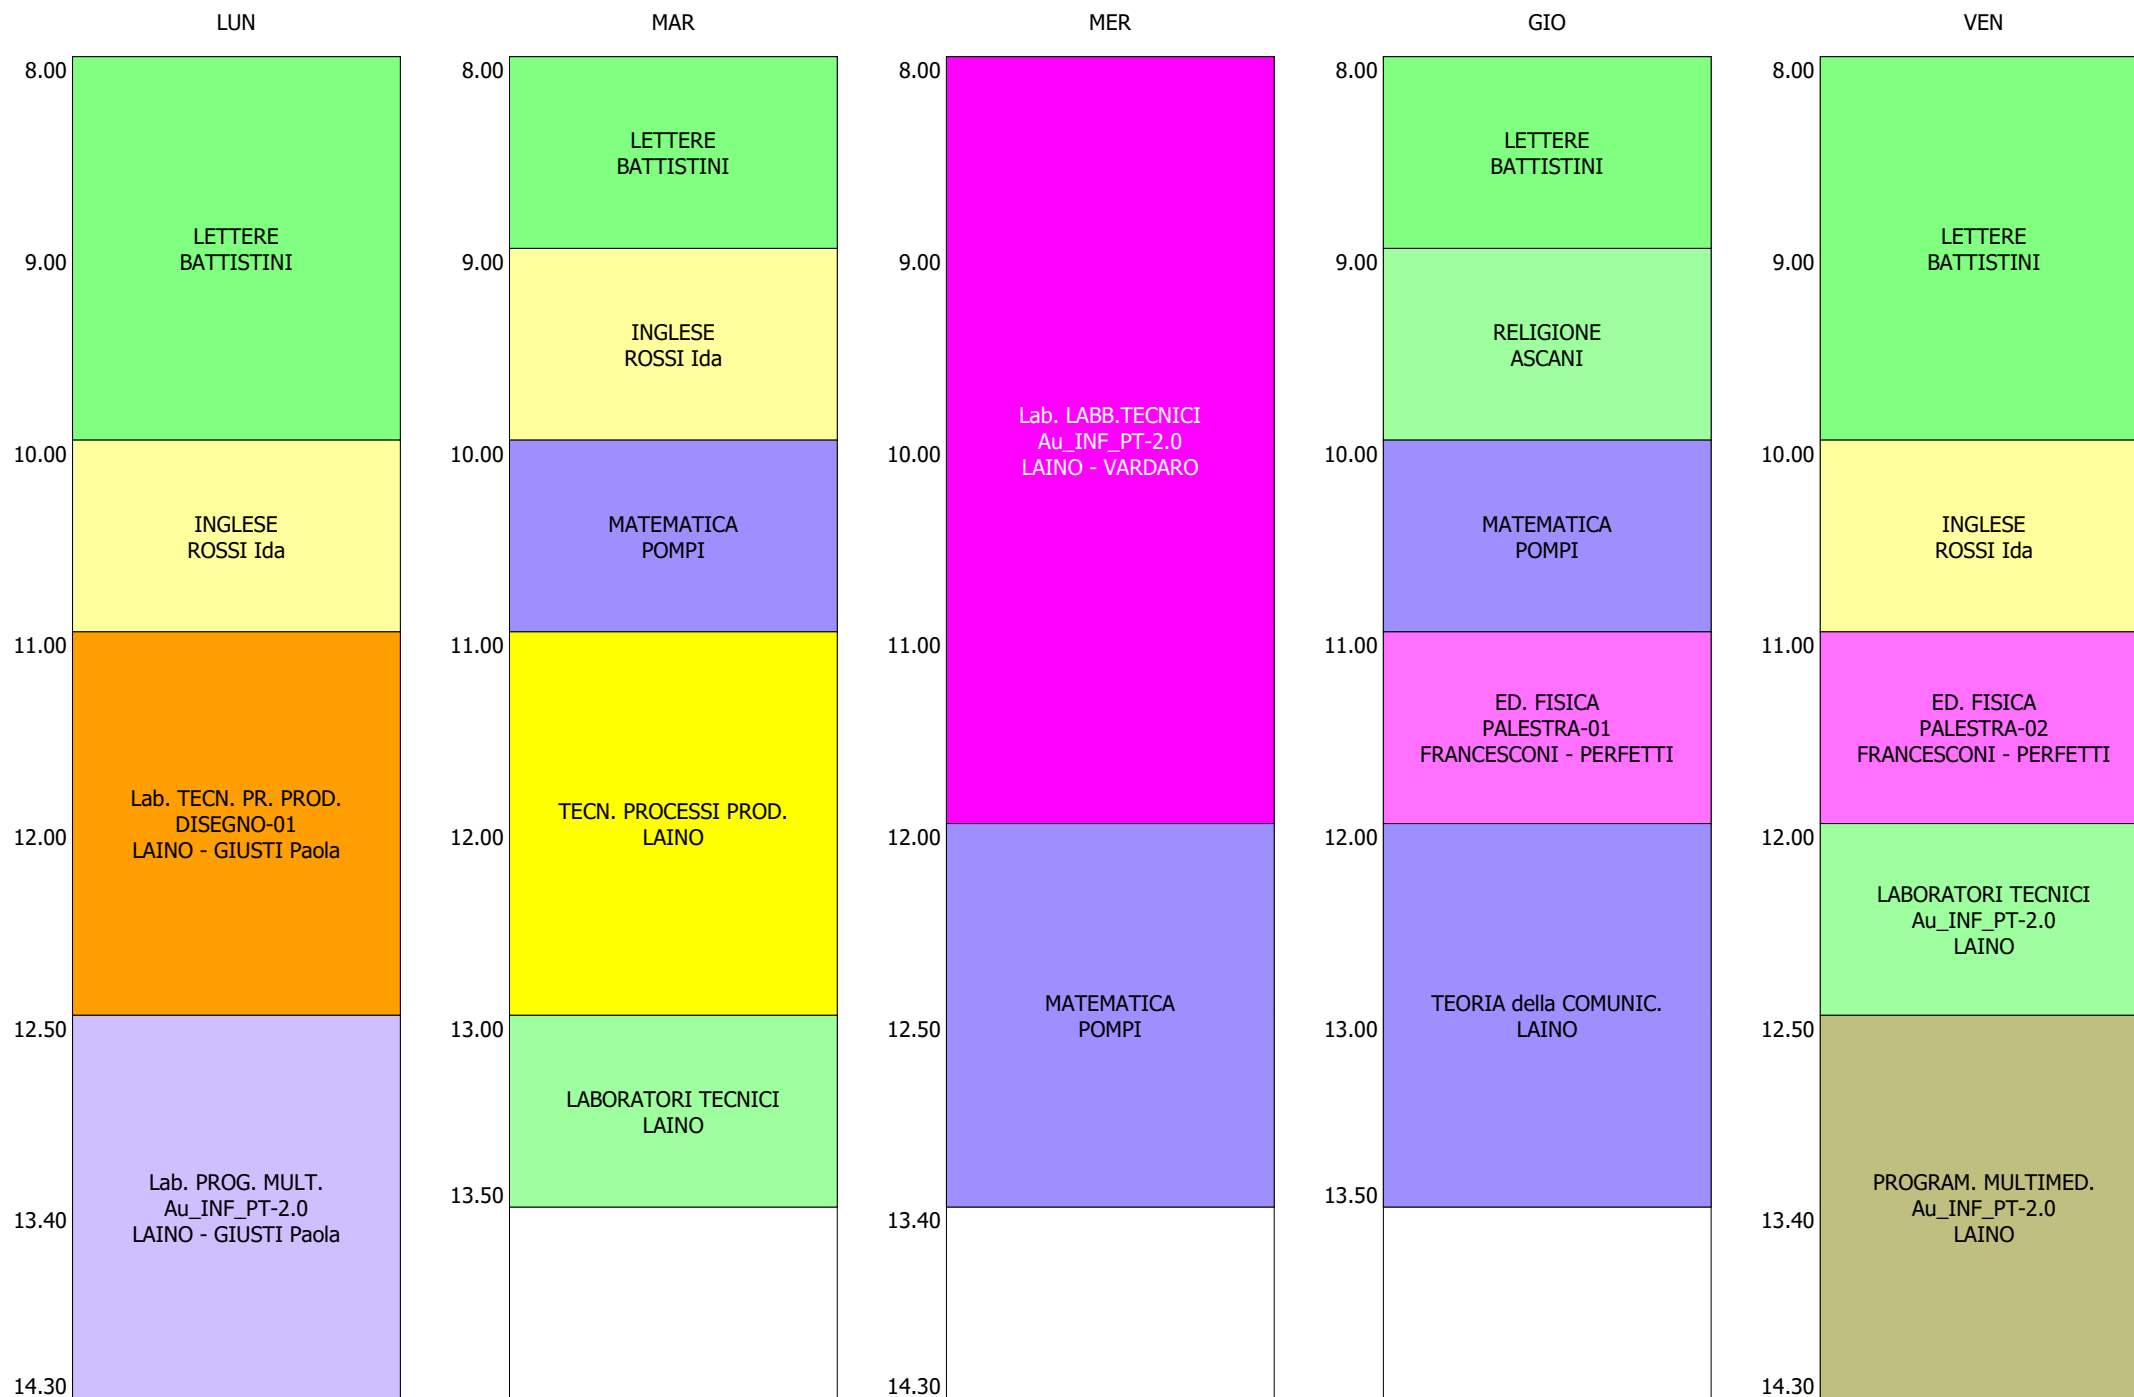 LUN
8.00
LETTERE
BATTISTINI
9.00
10.00
INGLESE
ROSSI Ida
11.00
Lab. TECN. PR. PROD.
DISEGNO-01
LAINO - GIUSTI Paola
12.00
12.50
Lab. PROG. MULT.
Au_INF_PT-2.0
LAINO - GIUSTI Paola
13.40
14.30
MAR
8.00
LETTERE
BATTISTINI
9.00
INGLESE
ROSSI Ida
10.00
MATEMATICA
POMPI
11.00
TECN. PROCESSI PROD.
LAINO
12.00
13.00
LABORATORI TECNICI
LAINO
13.50
MER
8.00
9.00
Lab. LABB.TECNICI
Au_INF_PT-2.0
LAINO - VARDARO
10.00
11.00
12.00
MATEMATICA
POMPI
12.50
13.40
14.30
GIO
8.00
LETTERE
BATTISTINI
9.00
RELIGIONE
ASCANI
10.00
MATEMATICA
POMPI
11.00
ED. FISICA
PALESTRA-01
FRANCESCONI - PERFETTI
12.00
TEORIA della COMUNIC.
LAINO
13.00
13.50
VEN
8.00
LETTERE
BATTISTINI
9.00
10.00
INGLESE
ROSSI Ida
11.00
ED. FISICA
PALESTRA-02
FRANCESCONI - PERFETTI
12.00
LABORATORI TECNICI
Au_INF_PT-2.0
LAINO
12.50
PROGRAM. MULTIMED.
Au_INF_PT-2.0
LAINO
13.40
14.30